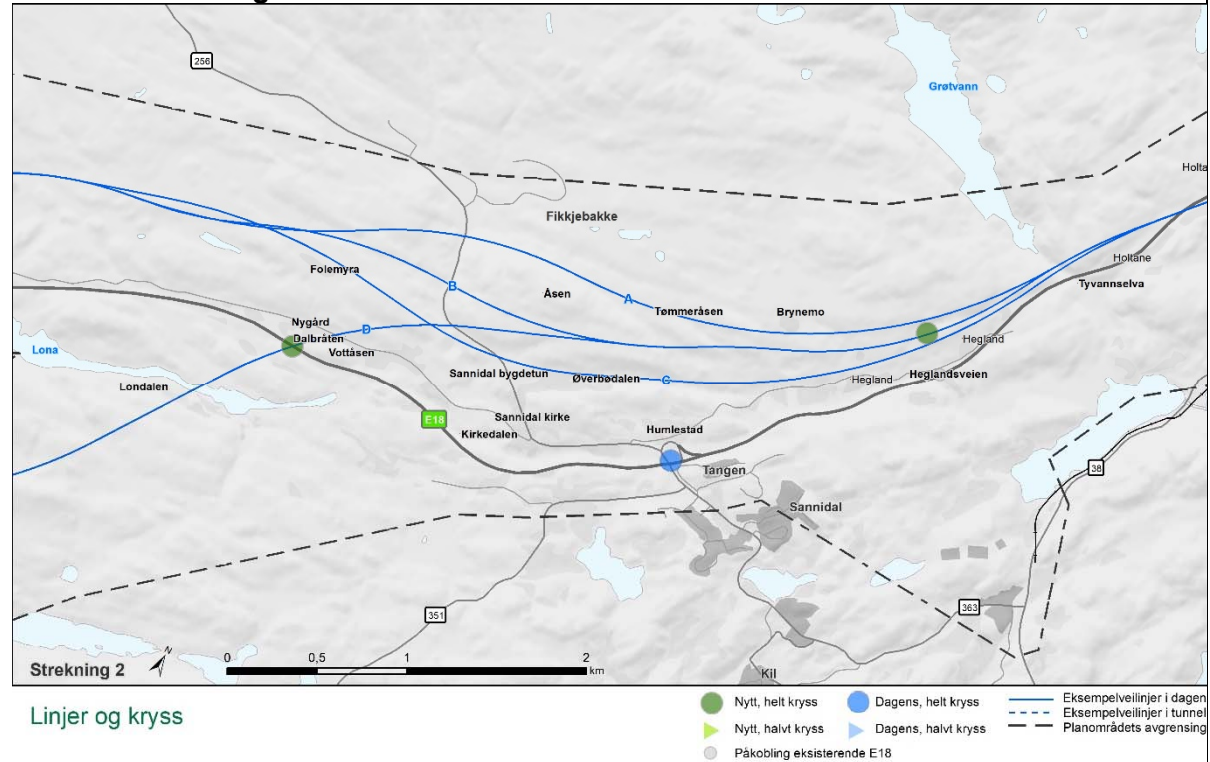 256
Grøtvann
Holta
Fikkjebakke
Holtane
Folemyra
B
Åsen
A
Tyvannselva
Tømmeråsen
Brynemo
Nygård
D
Dalbråten
Hegland
Lona
Vottåsen
Londalen
Sannidal bygdetun
Øverbødalen
C
Hegland
Heglandsveien
E18
Sannidal kirke
Kirkedalen
Humlestad
Tangen
38
Sannidal
351
363
Strekning 2
N
0
0,5
1
2
km
Kil
Linjer og kryss
Nytt, helt kryss
Dagens, helt kryss
Eksempelveilinjer i dagen
Eksempelveilinjer i tunnel
Nytt, halvt kryss
Dagens, halvt kryss
Planområdets avgrensing
Påkobling eksisterende E18